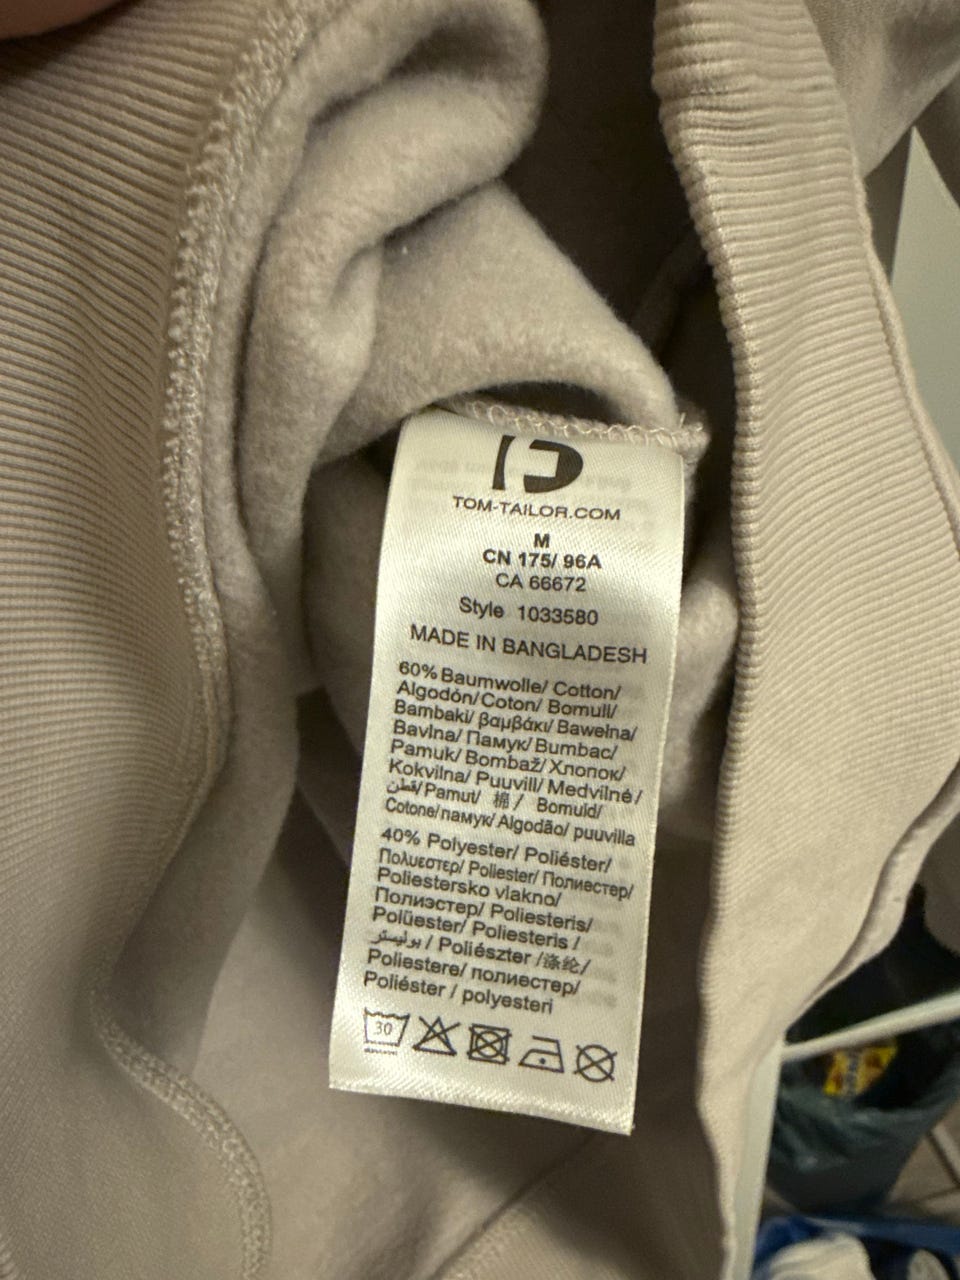 TOM-TAILOR.COM
M
CN 175/ 96A
CA 66672
Style 1033580
MADE IN BANGLADESH
60% Baumwolle/ Cotton/
Algodón/Coton/ Bomull/
Bambaki/ βαμβάκι/ Bawełna/
Bavlna/ Памук/ Bumbac/
Pamuk/ Bombaž/ Хлопок/
Kokvilna/ Puuvill/ Medvilnė/
قطن/Pamut/ 棉/ Bomuld/
Cotone/памук/ Algodão/ puuvilla
40% Polyester/ Poliéster/
Πολυεστερ/ Poliester/ Полиестер/
Poliestersko vlakno/
Полиэстер/ Poliesteris/
Polüester/ Poliesteris /
بوليستر / Poliészter /涤纶/
Poliestere/ полиестер/
Poliéster / polyesteri
30